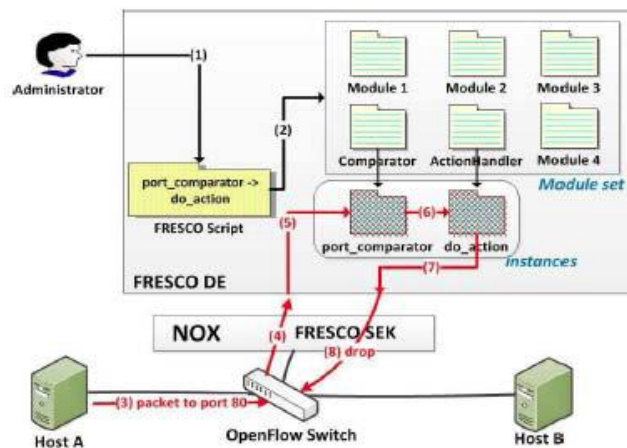 (1)
Administrator
Module 1
Module 2
Module 3
(2)
Comparator
ActionHandler
Module 4
Module set
port_comparator ->
do_action
FRESCO Script
(5)
(6)
port_comparator
do_action
instances
(7)
FRESCO DE
NOX
FRESCO SEK
(4)
(8) drop
(3) packet to port 80
Host A
OpenFlow Switch
Host B